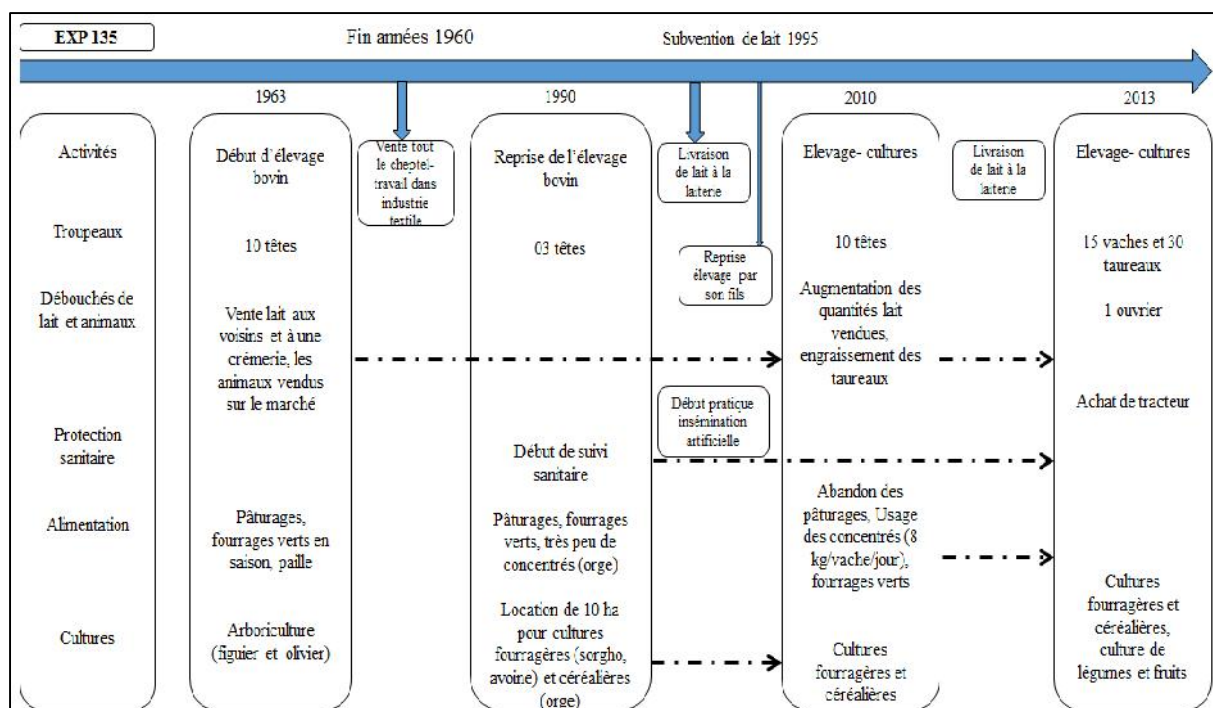 EXP 135
Fin années 1960
Subvention de lait 1995
1963
1990
2010
2013
Activités
Troupeaux
Débouchés de
lait et animaux
Protection
sanitaire
Alimentation
Cultures
Début d'élevage
bovin
10 têtes
Vente lait aux
voisins et à une
crémerie, les
animaux vendus
sur le marché
Pâturages,
fourrages verts en
saison, paille
Arboriculture
(figuier et olivier)
Vente tout
le cheptel-
travail dans
industrie
textile
Reprise de l'élevage
bovin
03 têtes
Début de suivi
sanitaire
Pâturages, fourrages
verts, très peu de
concentrés (orge)
Location de 10 ha
pour cultures
fourragères (sorgho,
avoine) et céréalières
(orge)
Livraison
de lait à la
laiterie
Reprise
élevage par
son fils
Début pratique
insémination
artificielle
Elevage- cultures
10 têtes
Augmentation des
quantités lait
vendues,
engraissement des
taureaux
Abandon des
pâturages, Usage
des concentrés (8
kg/vache/jour),
fourrages verts
Cultures
fourragères et
céréalières
Livraison
de lait à la
laiterie
Elevage- cultures
15 vaches et 30
taureaux
1 ouvrier
Achat de tracteur
Cultures
fourragères et
céréalières,
culture de
légumes et fruits